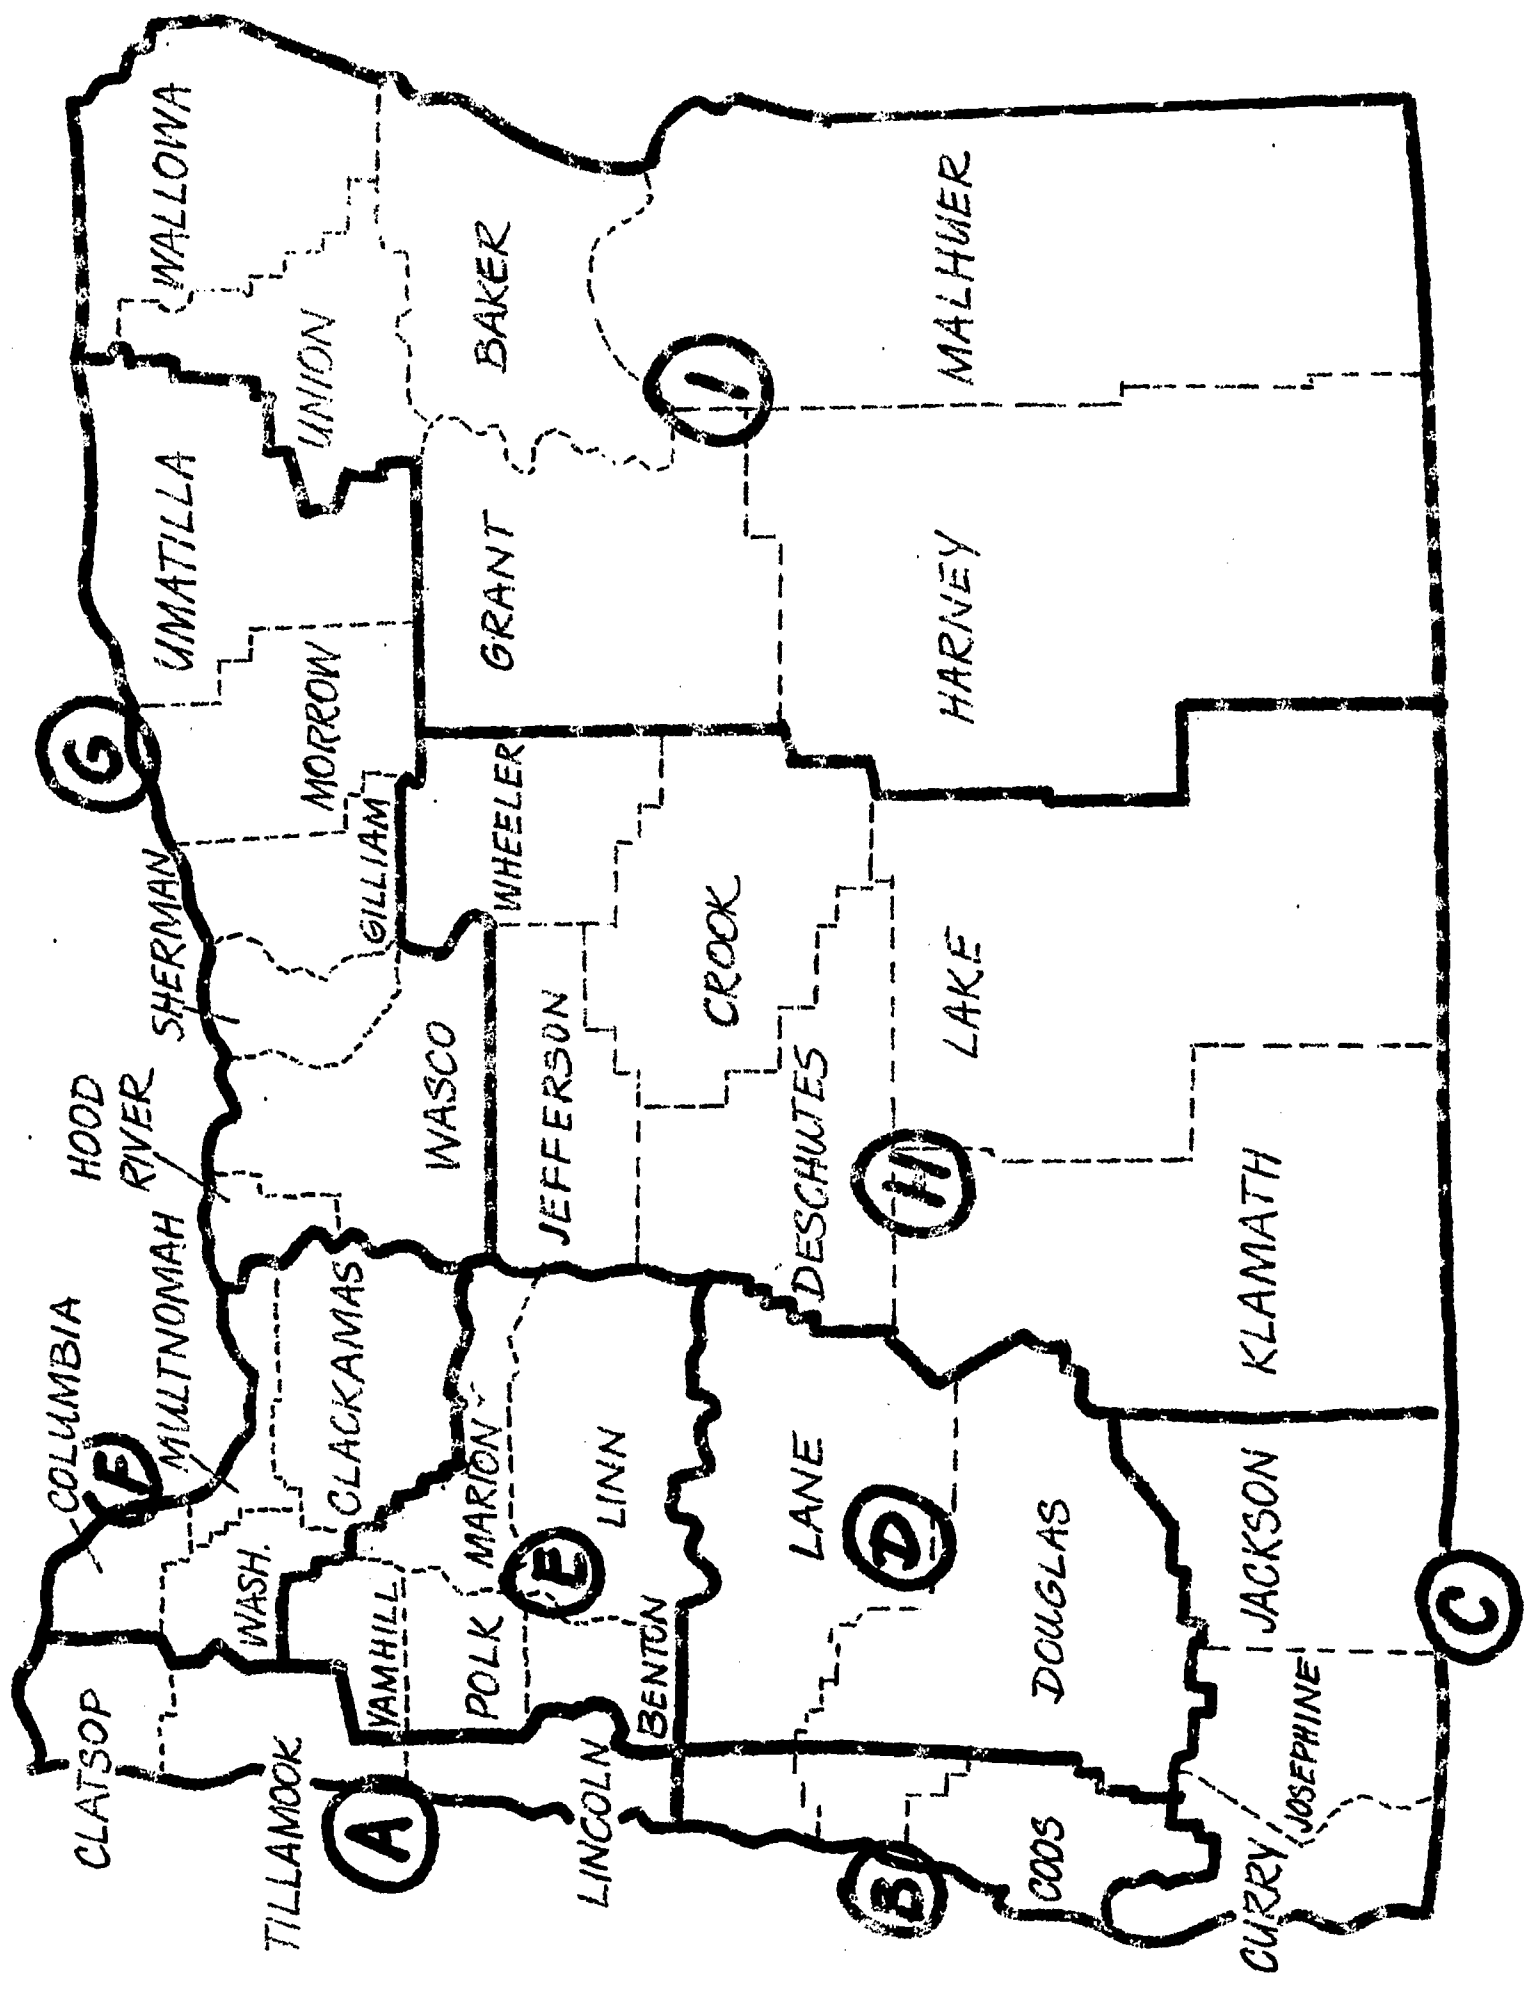 CLATSOP
COLUMBIA
HOOD
RIVER
SHERMAN
G
F
MULTNOMAH
UMATILLA
WALLOWA
TILLAMOOK
WASH.
CLACKAMAS
MORROW
UNION
A
YAMHILL
GILLIAM
WASCO
POLK
MARION
WHEELER
GRANT
BAKER
E
JEFFERSON
LINCOLN
BENTON
LINN
CROOK
I
LANE
DESCHUTES
D
B
H
LAKE
HARNEY
MALHUER
COOS
DOUGLAS
KLAMATH
CURRY
JOSEPHINE
JACKSON
C